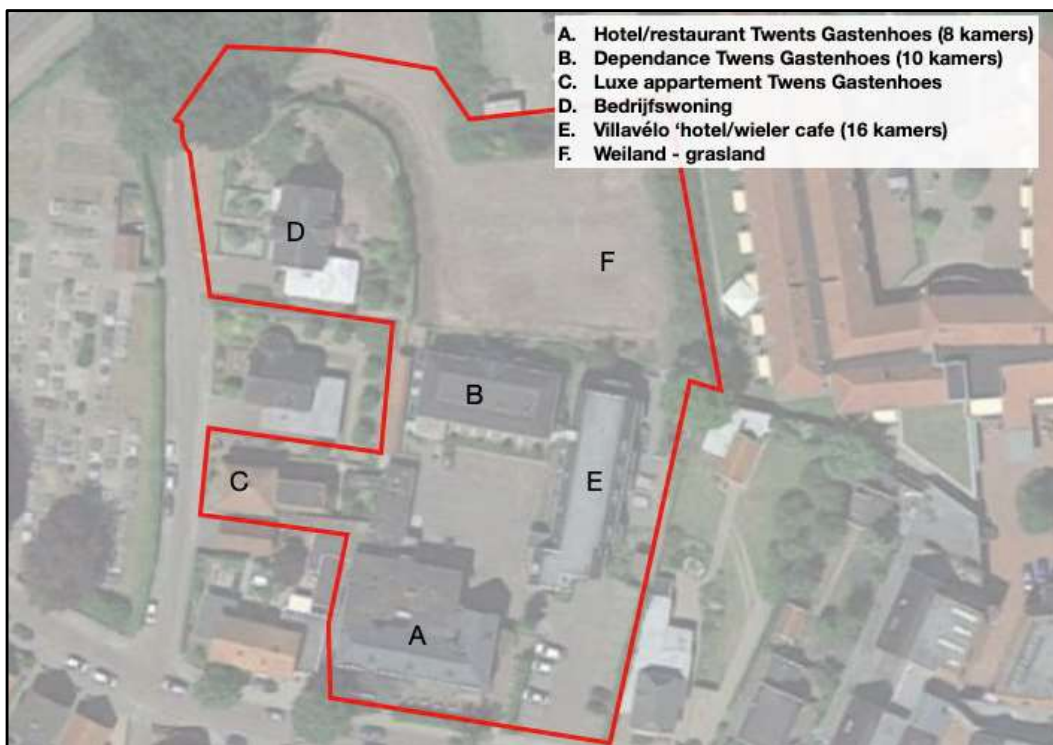 A. Hotel/restaurant Twents Gastenhoes (8 kamers)
B. Dependance Twens Gastenhoes (10 kamers)
C. Luxe appartement Twens Gastenhoes
D. Bedrijfswoning
E. Villavélo ‘hotel/wieler cafe (16 kamers)
F. Weiland - grasland
D
F
B
C
E
A